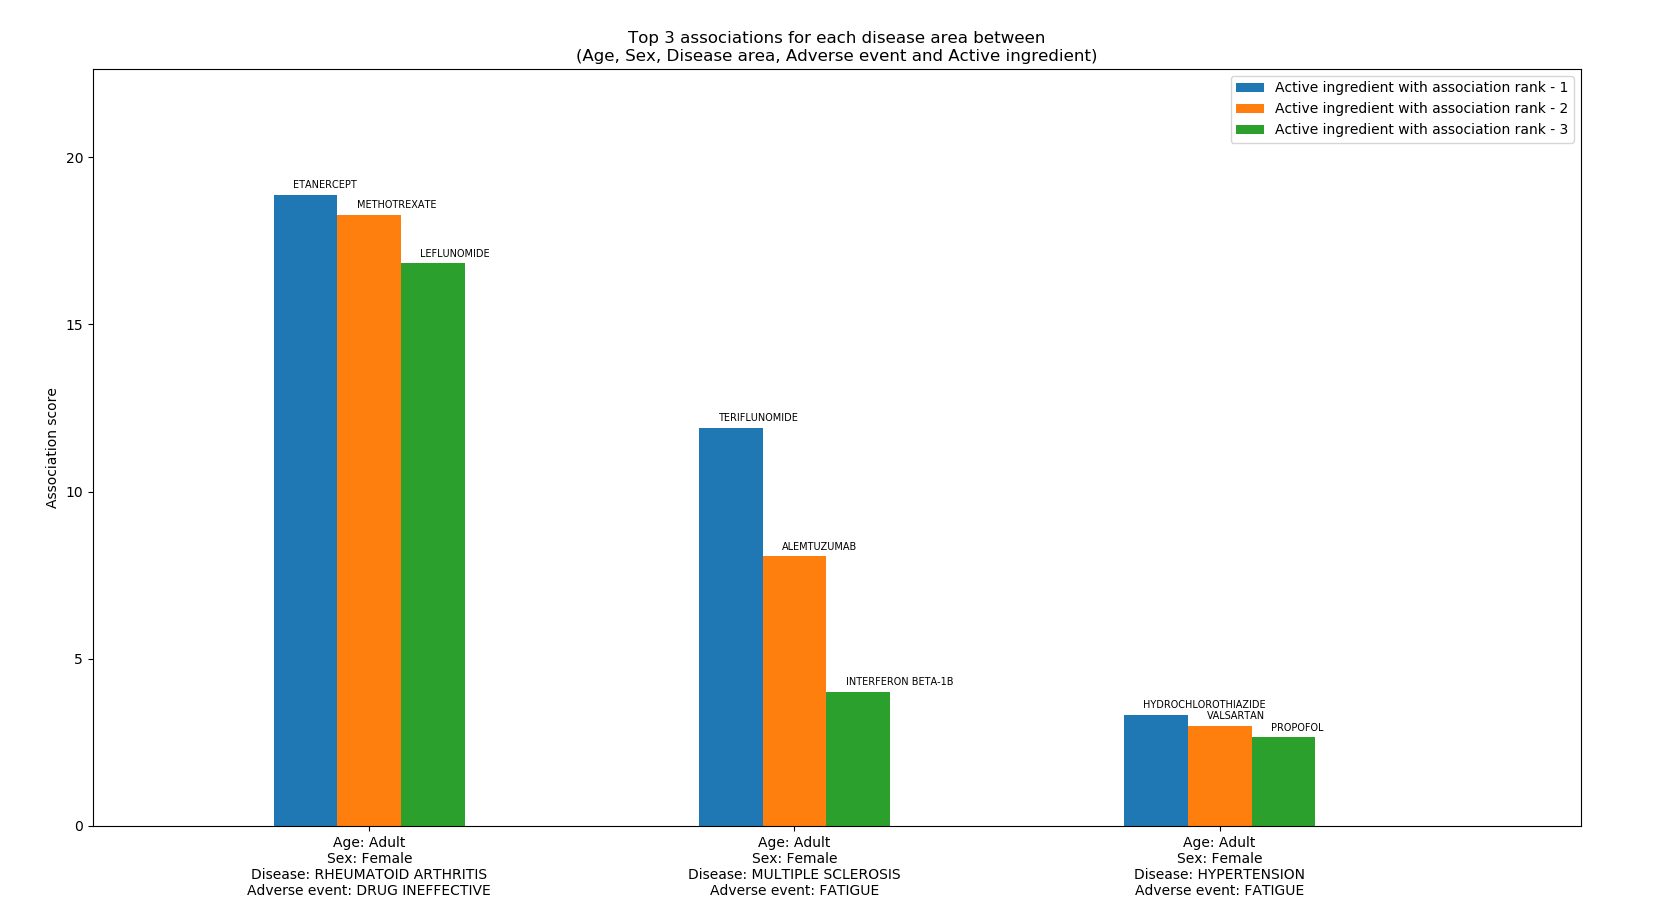 Top 3 associations for each disease area between
(Age, Sex, Disease area, Adverse event and Active ingredient)
Active ingredient with association rank - 1
Active ingredient with association rank - 2
Active ingredient with association rank - 3
Association score
20
15
10
5
0
ETANERCEPT
METHOTREXATE
LEFLUNOMIDE
TERIFLUNOMIDE
ALEMTUZUMAB
INTERFERON BETA-1B
HYDROCHLOROTHIAZIDE
VALSARTAN
PROPOFOL
Age: Adult
Sex: Female
Disease: RHEUMATOID ARTHRITIS
Adverse event: DRUG INEFFECTIVE
Age: Adult
Sex: Female
Disease: MULTIPLE SCLEROSIS
Adverse event: FATIGUE
Age: Adult
Sex: Female
Disease: HYPERTENSION
Adverse event: FATIGUE